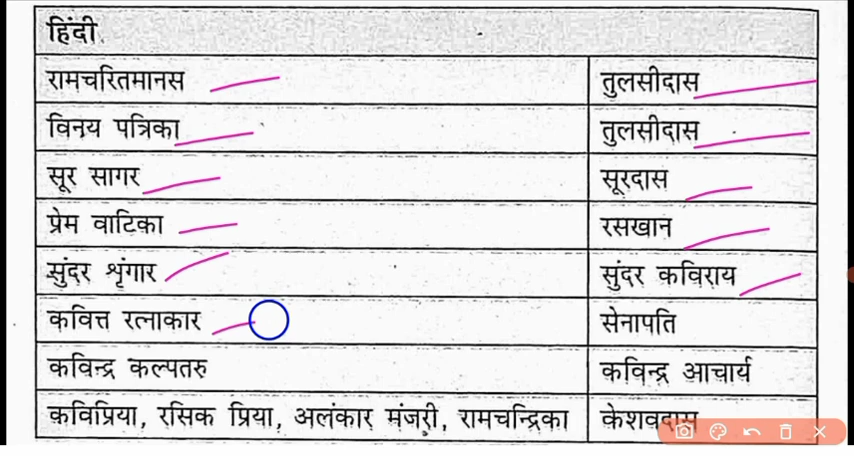 हिंदी
रामचरितमानस तुलसीदास
विनय पत्रिका तुलसीदास
सूर सागर सूरदास
प्रेम वाटिका रसखान
सुंदर शृंगार सुंदर कविराय
कवित्त रत्नाकार सेनापति
कविन्द्र कल्पतरु कविन्द्र आचार्य
कविप्रिया, रसिक प्रिया, अलंकार मंजरी, रामचन्द्रिका केशवदास